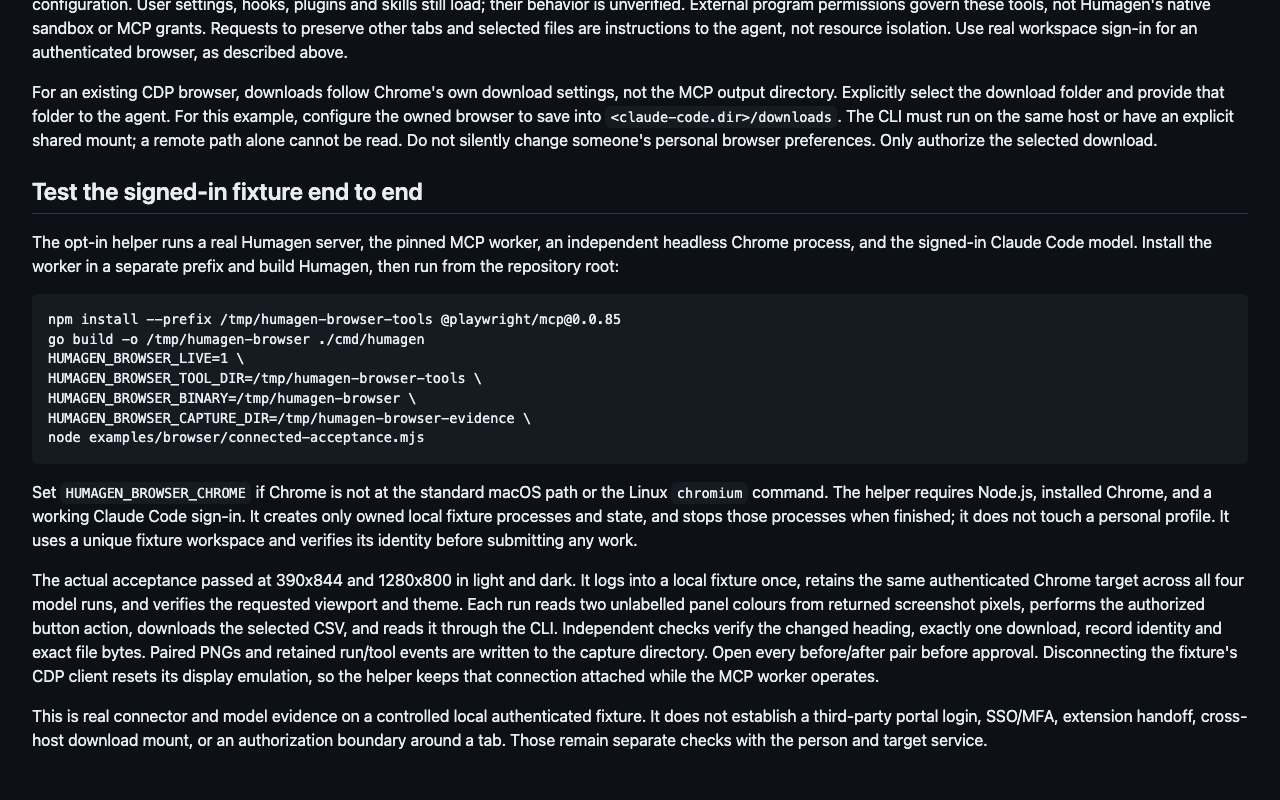 configuration. User settings, hooks, plugins and skills still load; their behavior is unverified. External program permissions govern these tools, not Humagen's native
sandbox or MCP grants. Requests to preserve other tabs and selected files are instructions to the agent, not resource isolation. Use real workspace sign-in for an
authenticated browser, as described above.
For an existing CDP browser, downloads follow Chrome's own download settings, not the MCP output directory. Explicitly select the download folder and provide that
folder to the agent. For this example, configure the owned browser to save into <claude-code.dir>/downloads . The CLI must run on the same host or have an explicit
shared mount; a remote path alone cannot be read. Do not silently change someone's personal browser preferences. Only authorize the selected download.
Test the signed-in fixture end to end
The opt-in helper runs a real Humagen server, the pinned MCP worker, an independent headless Chrome process, and the signed-in Claude Code model. Install the
worker in a separate prefix and build Humagen, then run from the repository root:
npm install --prefix /tmp/humagen-browser-tools @playwright/mcp@0.0.85
go build -o /tmp/humagen-browser ./cmd/humagen
HUMAGEN_BROWSER_LIVE=1 \
HUMAGEN_BROWSER_TOOL_DIR=/tmp/humagen-browser-tools \
HUMAGEN_BROWSER_BINARY=/tmp/humagen-browser \
HUMAGEN_BROWSER_CAPTURE_DIR=/tmp/humagen-browser-evidence \
node examples/browser/connected-acceptance.mjs
Set HUMAGEN_BROWSER_CHROME if Chrome is not at the standard macOS path or the Linux chromium command. The helper requires Node.js, installed Chrome, and a
working Claude Code sign-in. It creates only owned local fixture processes and state, and stops those processes when finished; it does not touch a personal profile. It
uses a unique fixture workspace and verifies its identity before submitting any work.
The actual acceptance passed at 390x844 and 1280x800 in light and dark. It logs into a local fixture once, retains the same authenticated Chrome target across all four
model runs, and verifies the requested viewport and theme. Each run reads two unlabelled panel colours from returned screenshot pixels, performs the authorized
button action, downloads the selected CSV, and reads it through the CLI. Independent checks verify the changed heading, exactly one download, record identity and
exact file bytes. Paired PNGs and retained run/tool events are written to the capture directory. Open every before/after pair before approval. Disconnecting the fixture's
CDP client resets its display emulation, so the helper keeps that connection attached while the MCP worker operates.
This is real connector and model evidence on a controlled local authenticated fixture. It does not establish a third-party portal login, SSO/MFA, extension handoff, cross-
host download mount, or an authorization boundary around a tab. Those remain separate checks with the person and target service.